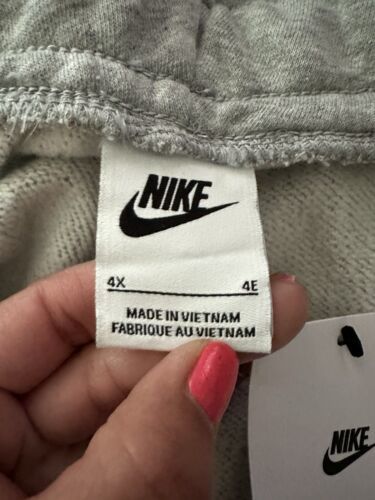 NIKE
4X 4E
MADE IN VIETNAM
FABRIQUE AU VIETNAM
NIKE